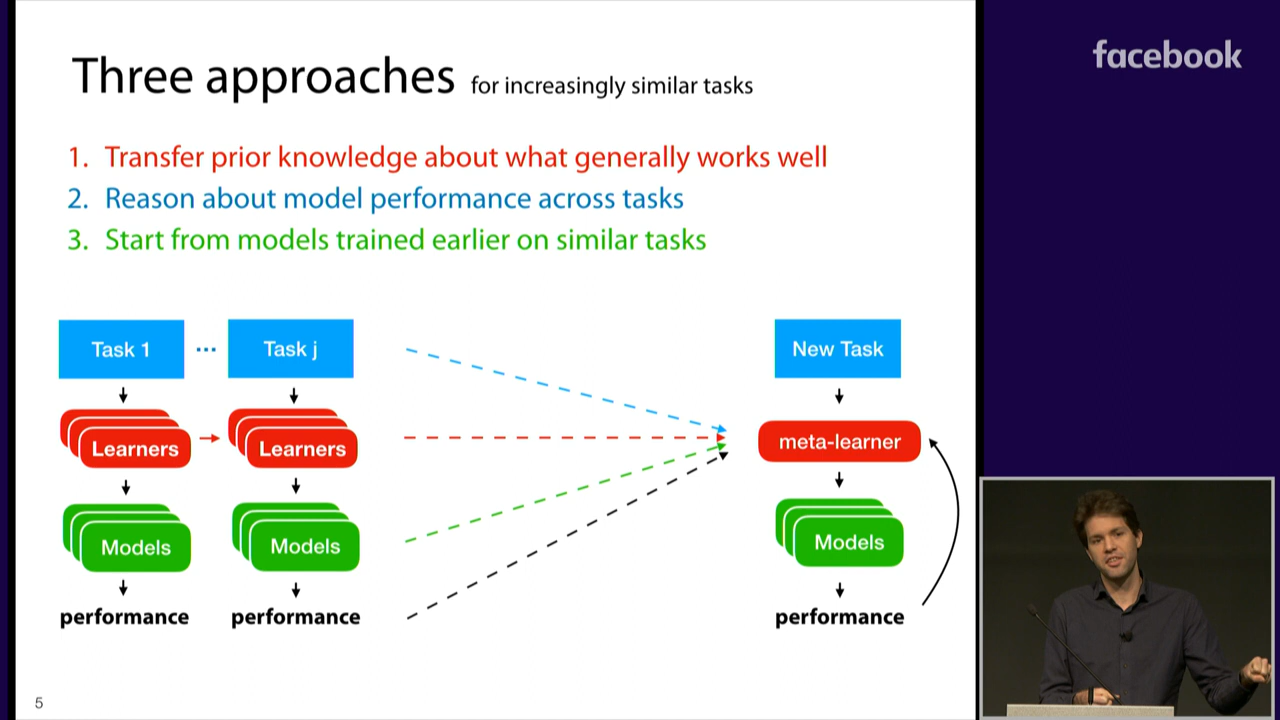 facebook
Three approaches for increasingly similar tasks
1. Transfer prior knowledge about what generally works well
2. Reason about model performance across tasks
3. Start from models trained earlier on similar tasks
Task 1 ... Task j New Task
Learners Learners meta-learner
Models Models Models
performance performance performance
5